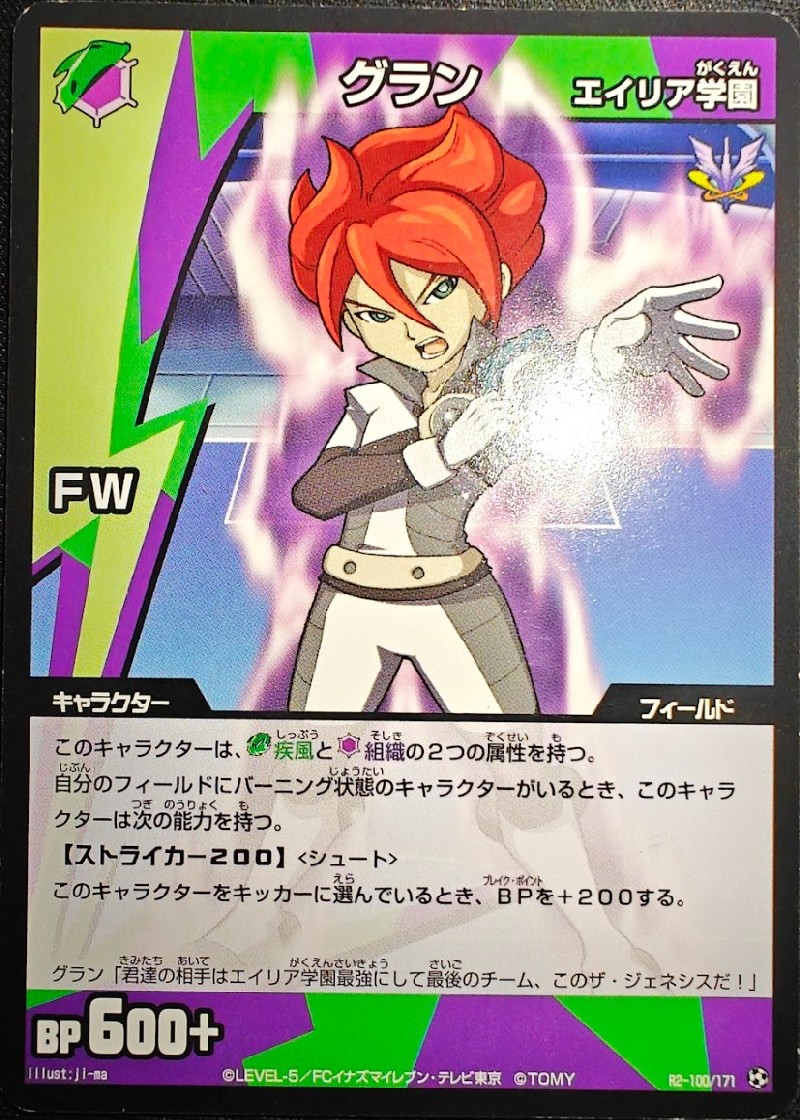 グラン
エイリア学園
がくえん
FW
キャラクター
フィールド
このキャラクターは、疾風と組織の2つの属性を持つ。
しっぷう そしき ぞくせい も
自分のフィールドにバーニング状態のキャラクターがいるとき、このキャラ
じぶん じょうたい
クターは次の能力を持つ。
つぎ のうりょく も
【ストライカー200】<シュート>
このキャラクターをキッカーに選んでいるとき、BPを+200する。
えら ブレイク・ポイント
グラン「君達の相手はエイリア学園最強にして最後のチーム、このザ・ジェネシスだ!」
きみたち あいて がくえんさいきょう さいご
BP 600+
illust:jl-ma
©LEVEL-5/FCイナズマイレブン・テレビ東京 ©TOMY
R2-100/171